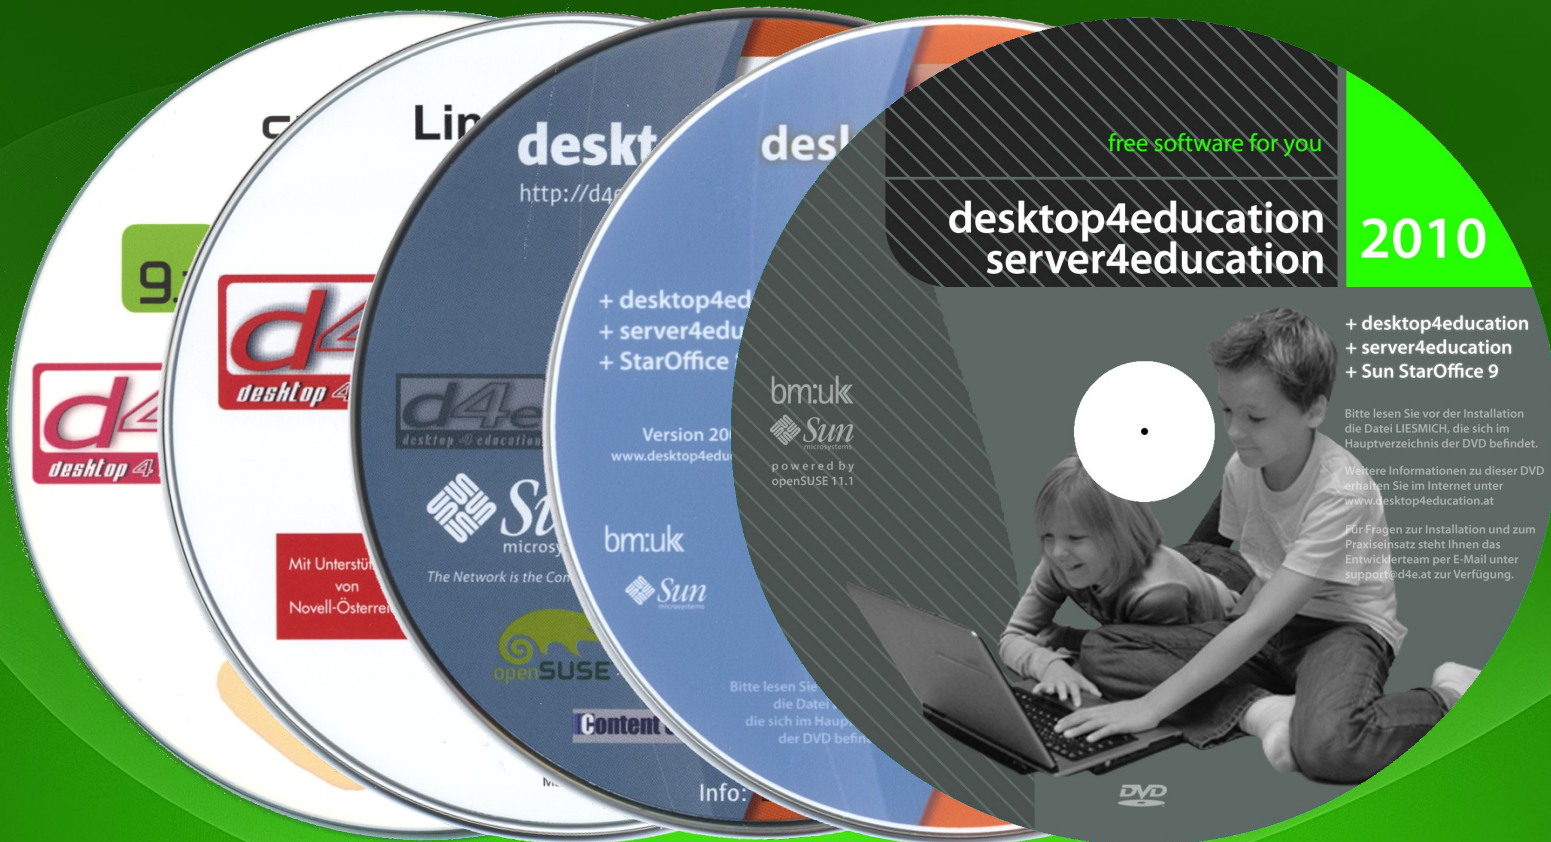 9.
d4
desktop 4
Lin
d4
desktop 4
Mit Unterstü
von
Novell-Österrei
deskt
http://d4e
d4e
desktop 4 education
Su
microsy
The Network is the Com
openSUSE
Content
Info:
desk
+ desktop4ed
+ server4edu
+ StarOffice
Version 20
www.desktop4edu
bm:uk
Sun
microsystems
Bitte lesen Sie
die Datei
die sich im Haup
der DVD befin
free software for you
desktop4education
server4education
2010
bm:uk
Sun
microsystems
powered by
openSUSE 11.1
+ desktop4education
+ server4education
+ Sun StarOffice 9
Bitte lesen Sie vor der Installation
die Datei LIESMICH, die sich im
Hauptverzeichnis der DVD befindet.
Weitere Informationen zu dieser DVD
erhalten Sie im Internet unter
www.desktop4education.at
Für Fragen zur Installation und zum
Praxiseinsatz steht Ihnen das
Entwicklerteam per E-Mail unter
support@d4e.at zur Verfügung.
DVD